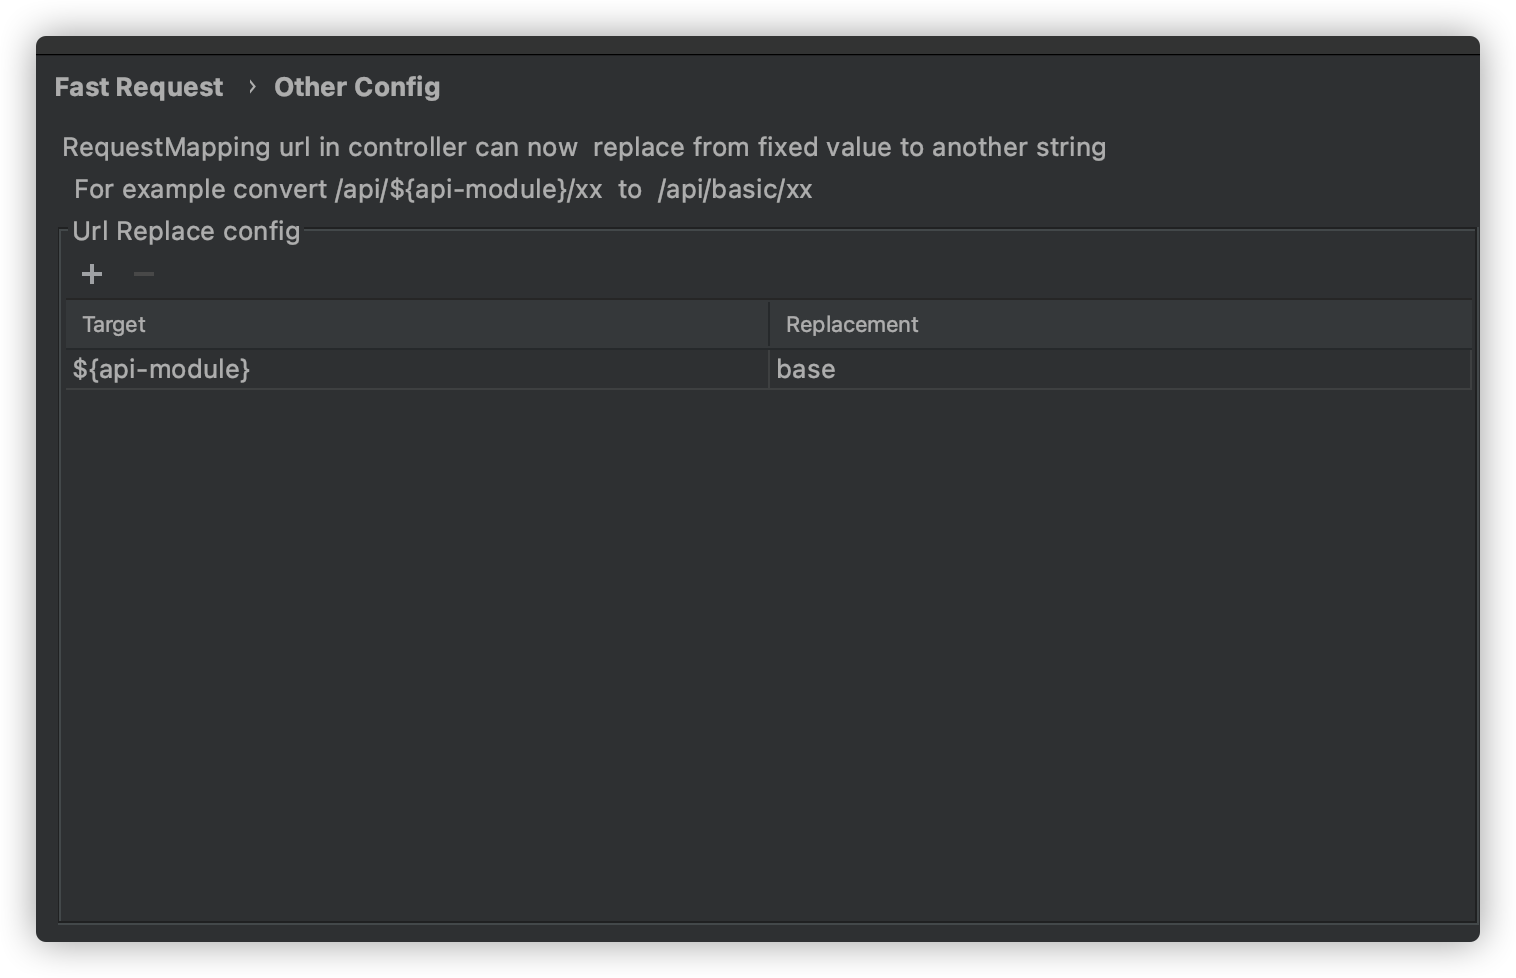 Fast Request › Other Config
RequestMapping url in controller can now replace from fixed value to another string
For example convert /api/${api-module}/xx to /api/basic/xx
Url Replace config
Target Replacement
${api-module} base